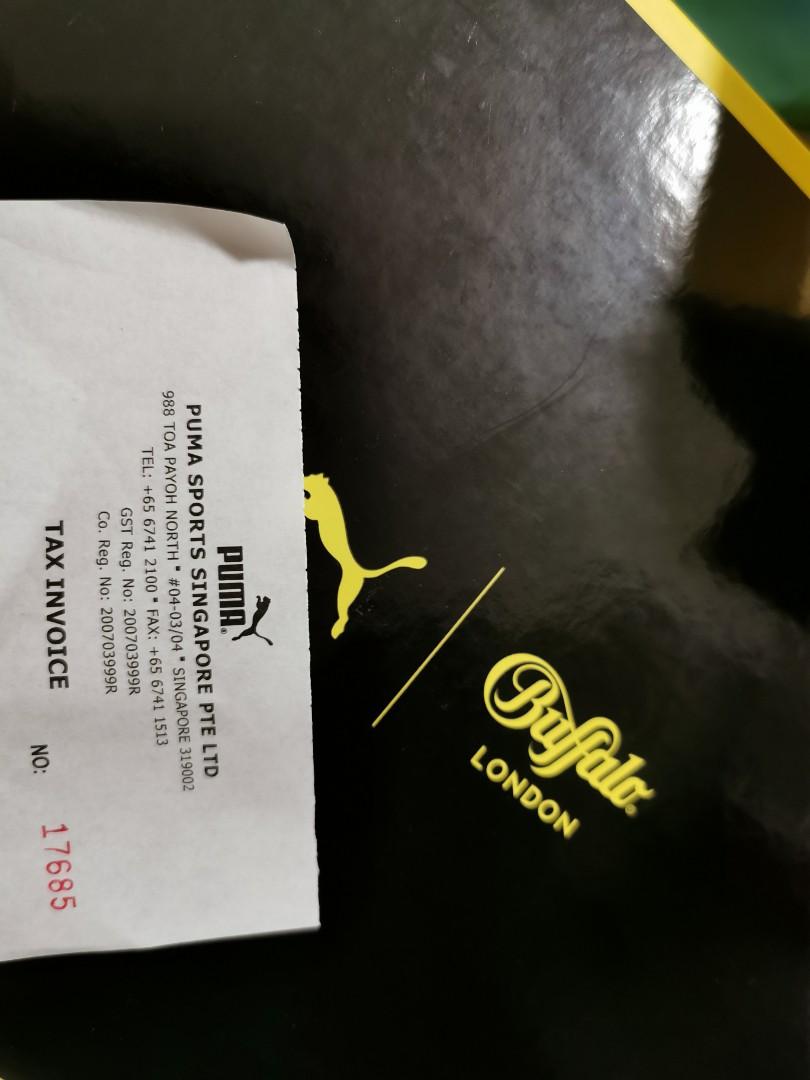 PUMA®
PUMA SPORTS SINGAPORE PTE LTD
988 TOA PAYOH NORTH * #04-03/04 * SINGAPORE 319002
TEL: +65 6741 2100 * FAX: +65 6741 1513
GST Reg. No: 200703999R
Co. Reg. No: 200703999R
TAX INVOICE NO: 17685
Buffalo®
LONDON